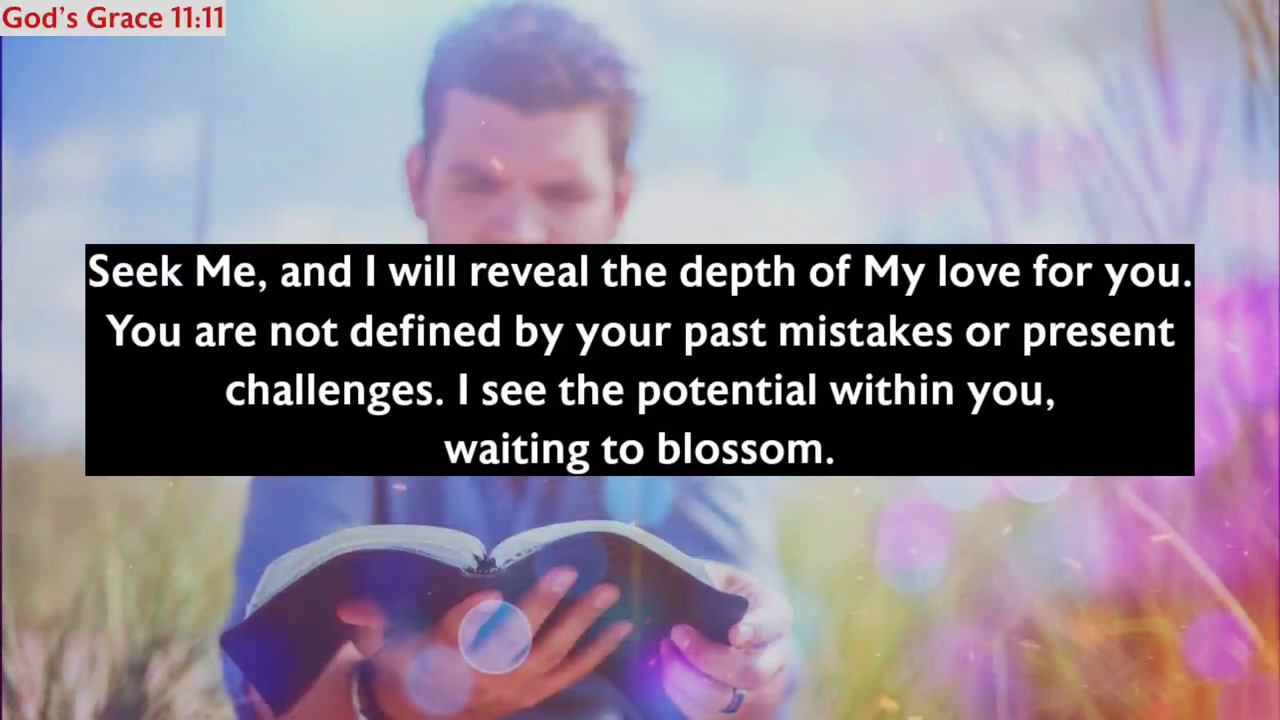 God's Grace 11:11
Seek Me, and I will reveal the depth of My love for you.
You are not defined by your past mistakes or present
challenges. I see the potential within you,
waiting to blossom.